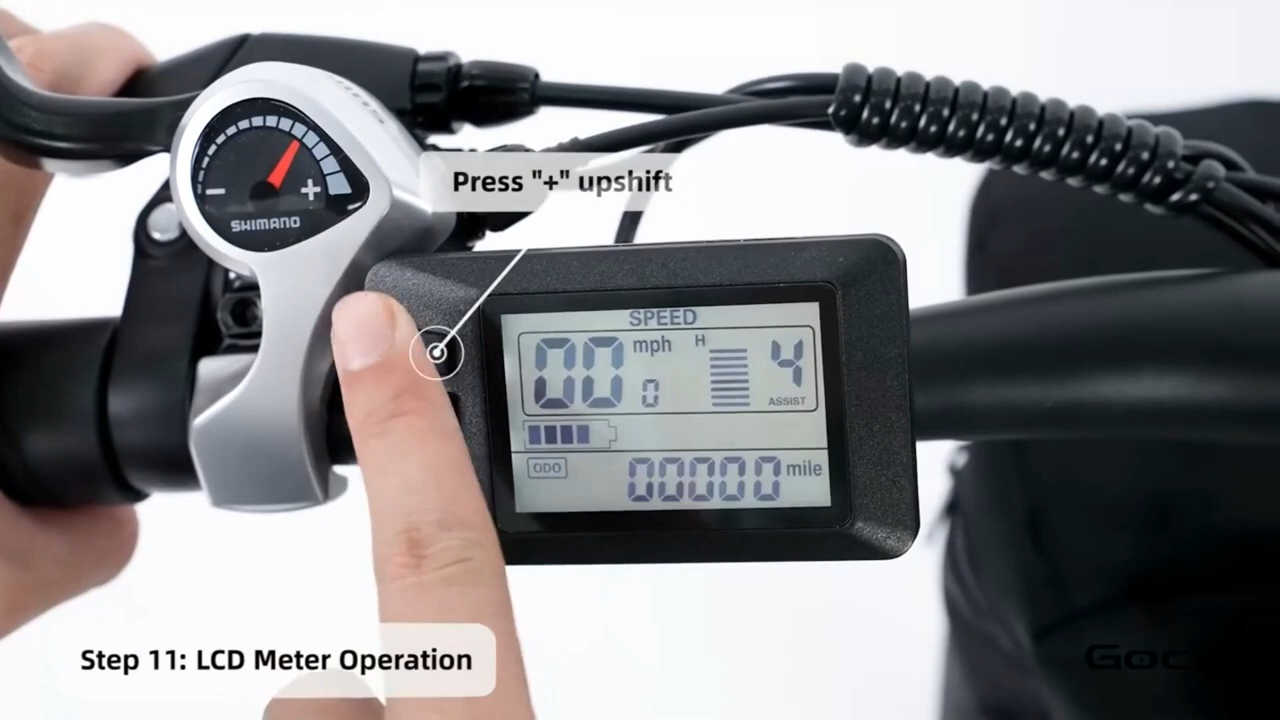 SHIMANO
Press "+" upshift
SPEED
00 mph 0 H 4
ASSIST
ODO 00000 mile
Step 11: LCD Meter Operation